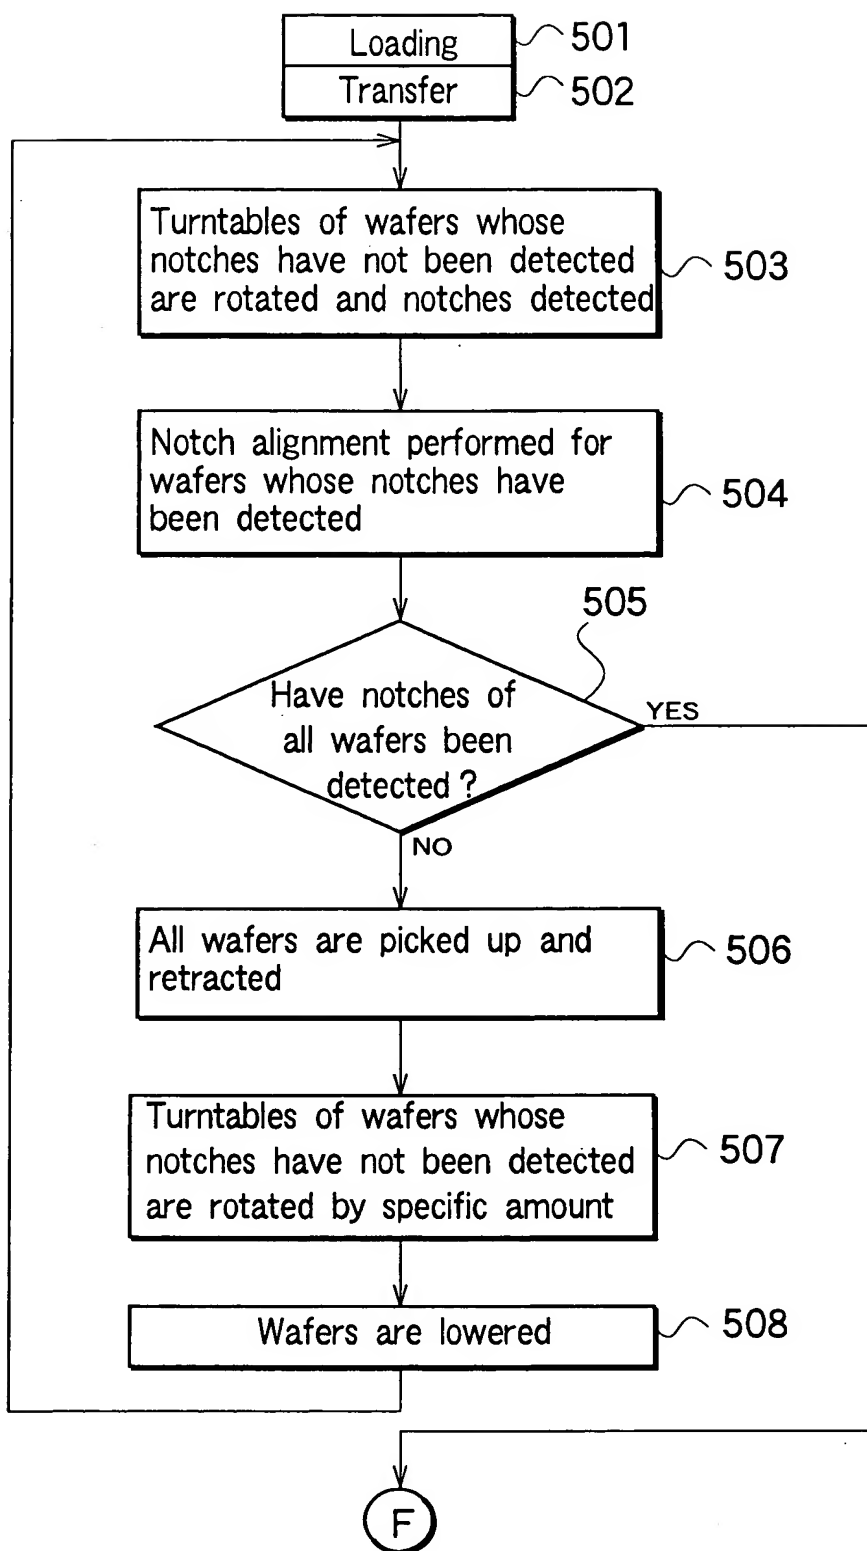 Loading 501
Transfer 502
Turntables of wafers whose
notches have not been detected
are rotated and notches detected
503
Notch alignment performed for
wafers whose notches have
been detected
504
505
Have notches of
all wafers been
detected?
YES
NO
All wafers are picked up and
retracted
506
Turntables of wafers whose
notches have not been detected
are rotated by specific amount
507
Wafers are lowered 508
F